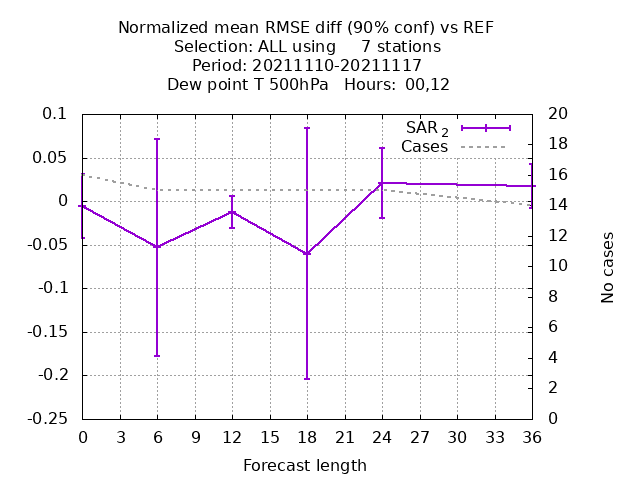 Normalized mean RMSE diff (90% conf) vs REF
Selection: ALL using 7 stations
Period: 20211110-20211117
Dew point T 500hPa Hours: 00,12
SAR 2
Cases
0.1
0.05
0
-0.05
-0.1
-0.15
-0.2
-0.25
20
18
16
14
12
10
8
6
4
2
0
No cases
0 3 6 9 12 15 18 21 24 27 30 33 36
Forecast length